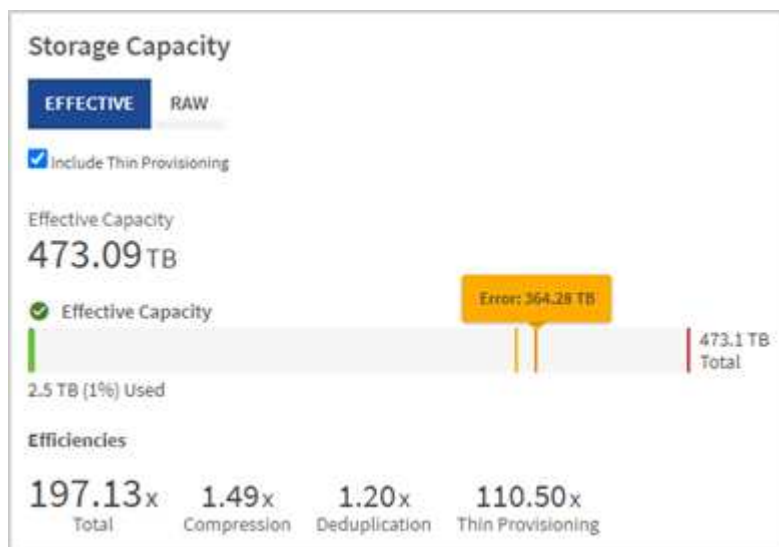 Storage Capacity
EFFECTIVE RAW
Include Thin Provisioning
Effective Capacity
473.09 TB
Error: 364.28 TB
Effective Capacity
473.1 TB
Total
2.5 TB (1%) Used
Efficiencies
197.13x 1.49x 1.20x 110.50x
Total Compression Deduplication Thin Provisioning